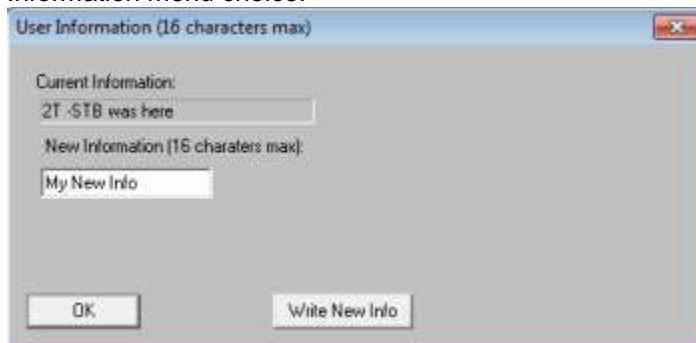 information menu choice.
User Information (16 characters max)
Current Information:
2T -STB was here
New Information (16 charaters max):
My New Info
OK
Write New Info